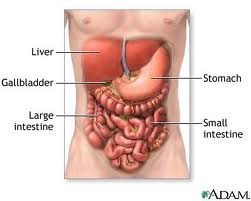 Liver
Gallbladder
Large
intestine
Stomach
Small
intestine
ADAM